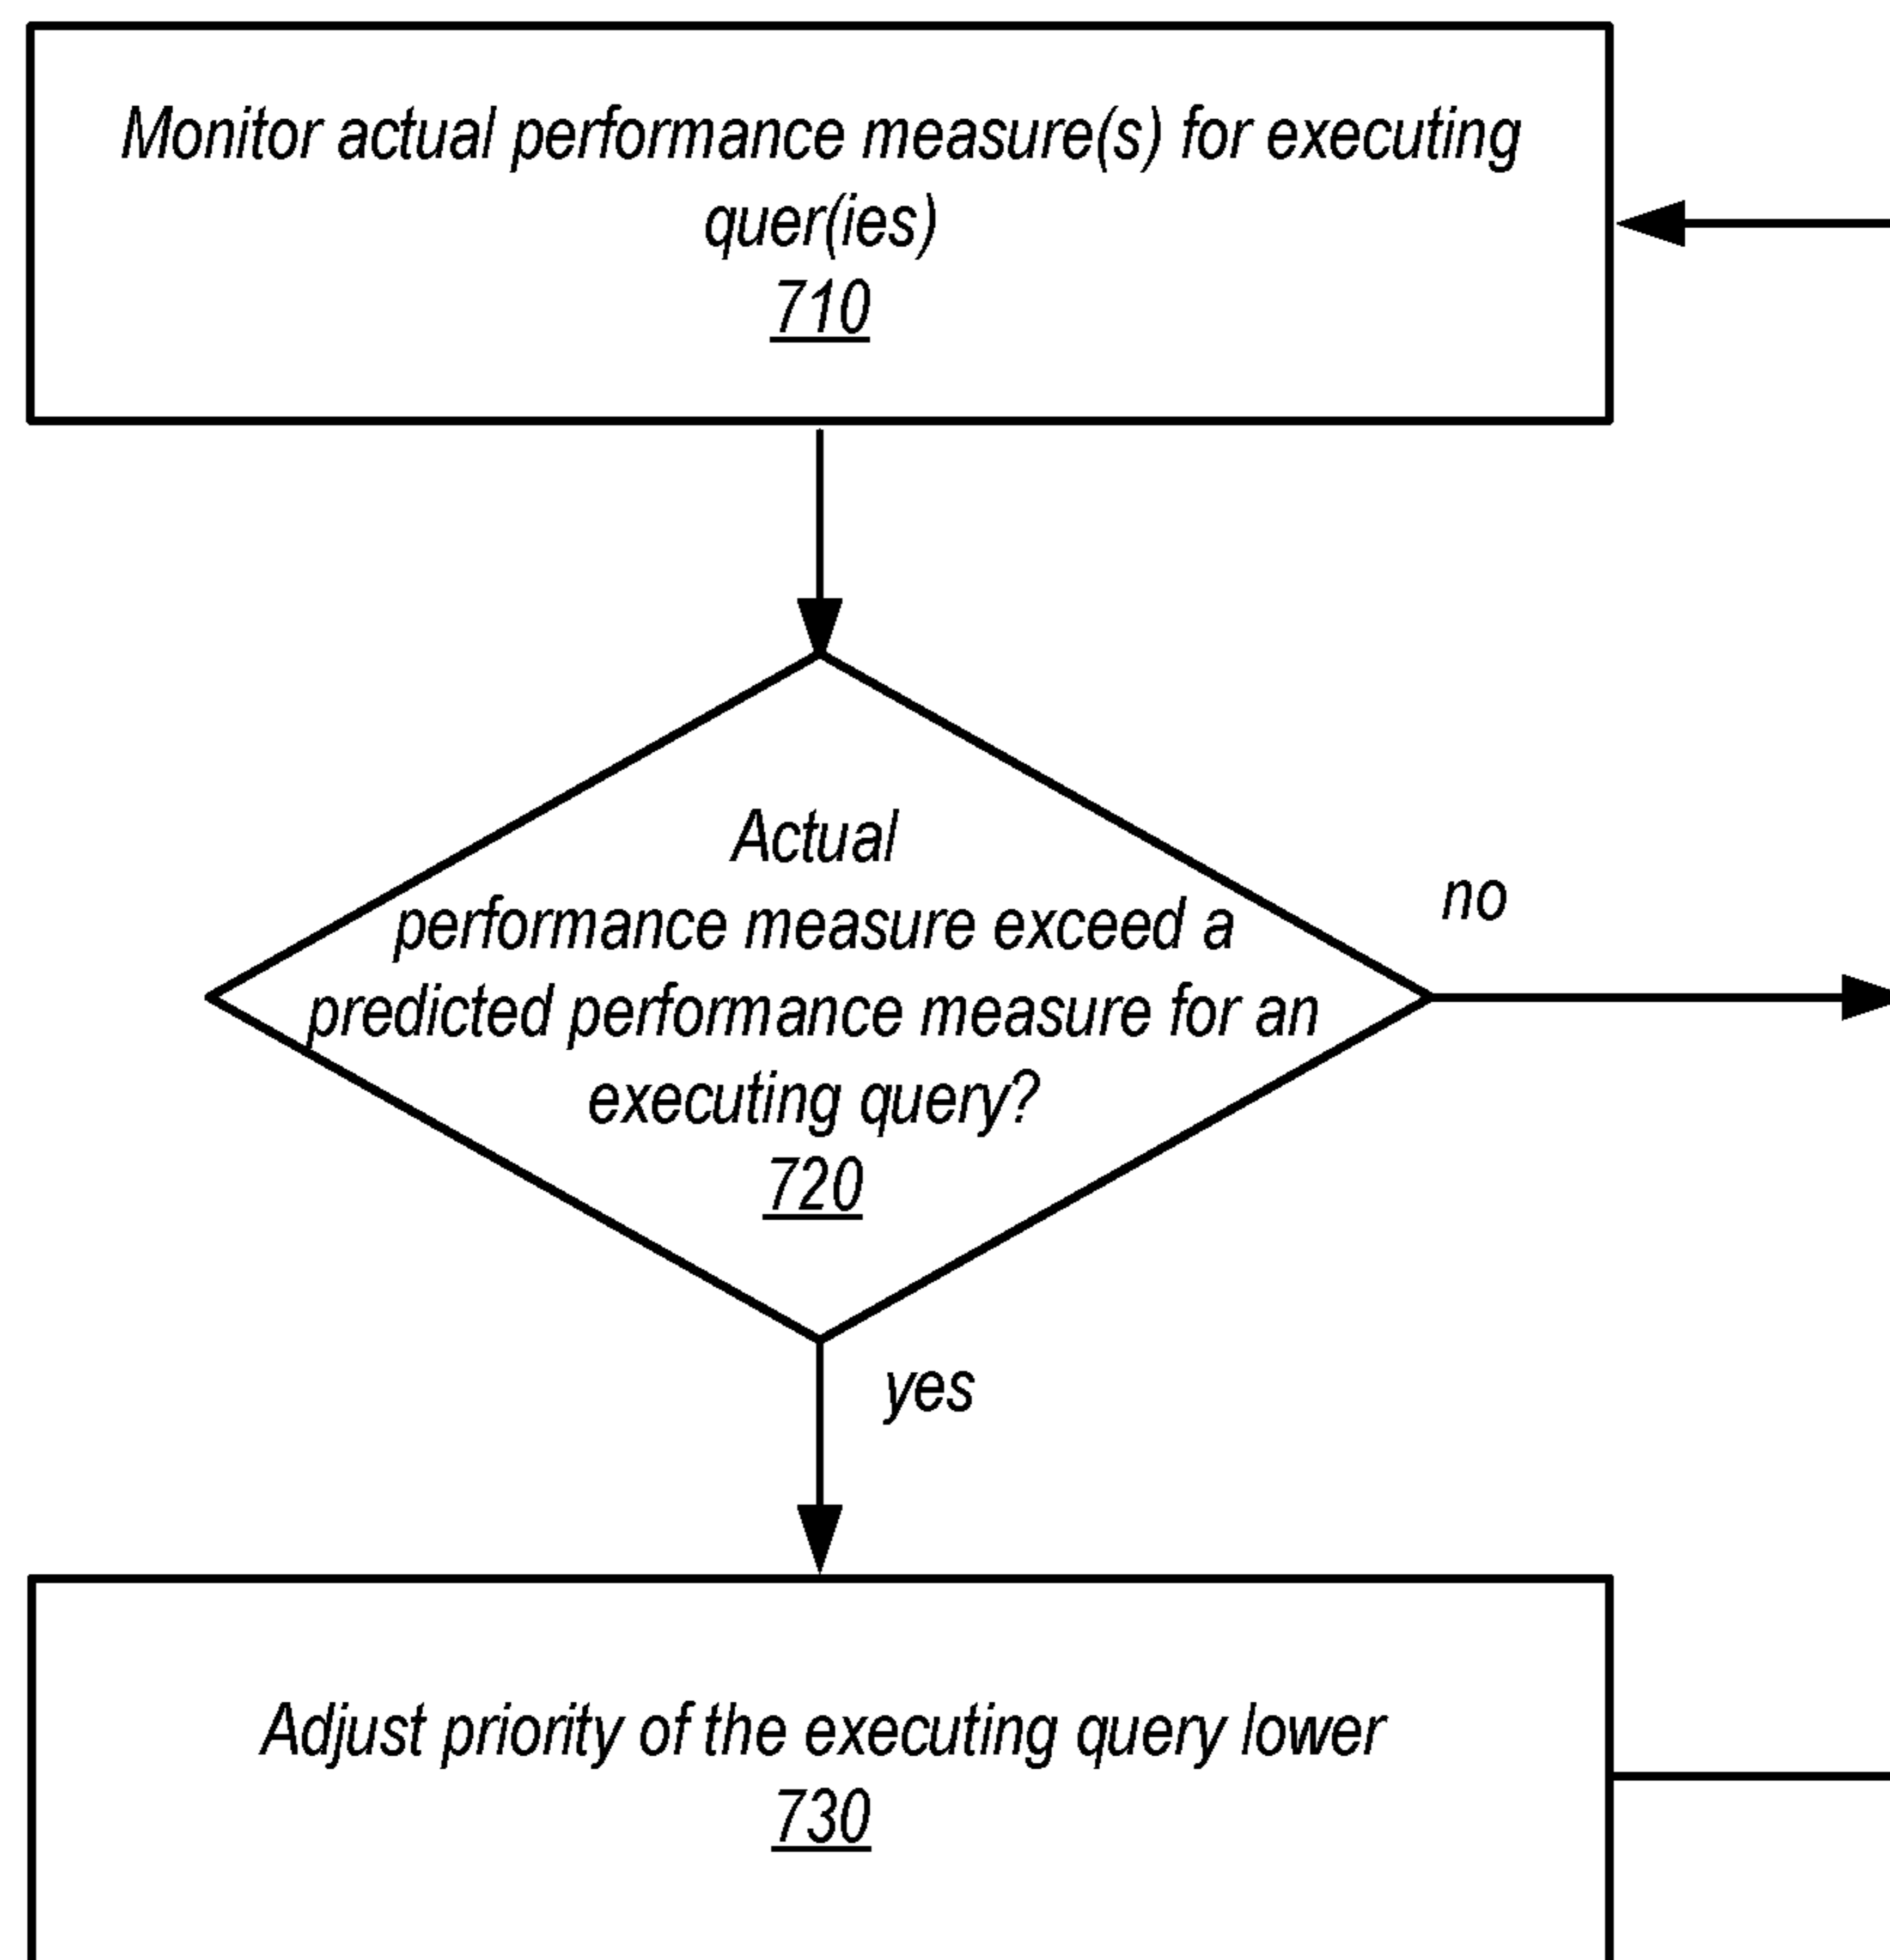 Monitor actual performance measure(s) for executing
quer(ies)
710
Actual
performance measure exceed a
no
predicted performance measure for an
executing query?
720
yes
Adjust priority of the executing query lower
730